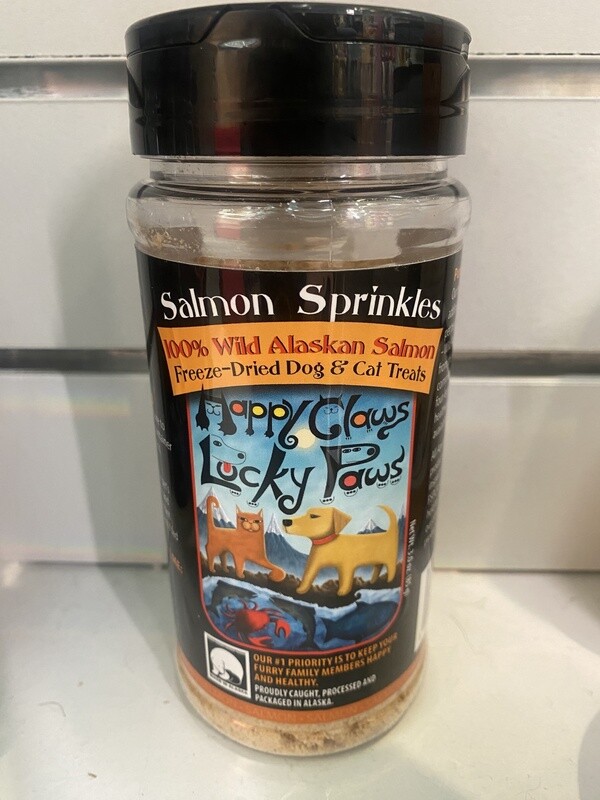 Salmon Sprinkles
100% Wild Alaskan Salmon
Freeze-Dried Dog & Cat Treats
Happy Claws
Lucky Paws
OUR #1 PRIORITY IS TO KEEP YOUR
FURRY FAMILY MEMBERS HAPPY
AND HEALTHY.
PROUDLY CAUGHT, PROCESSED AND
PACKAGED IN ALASKA.